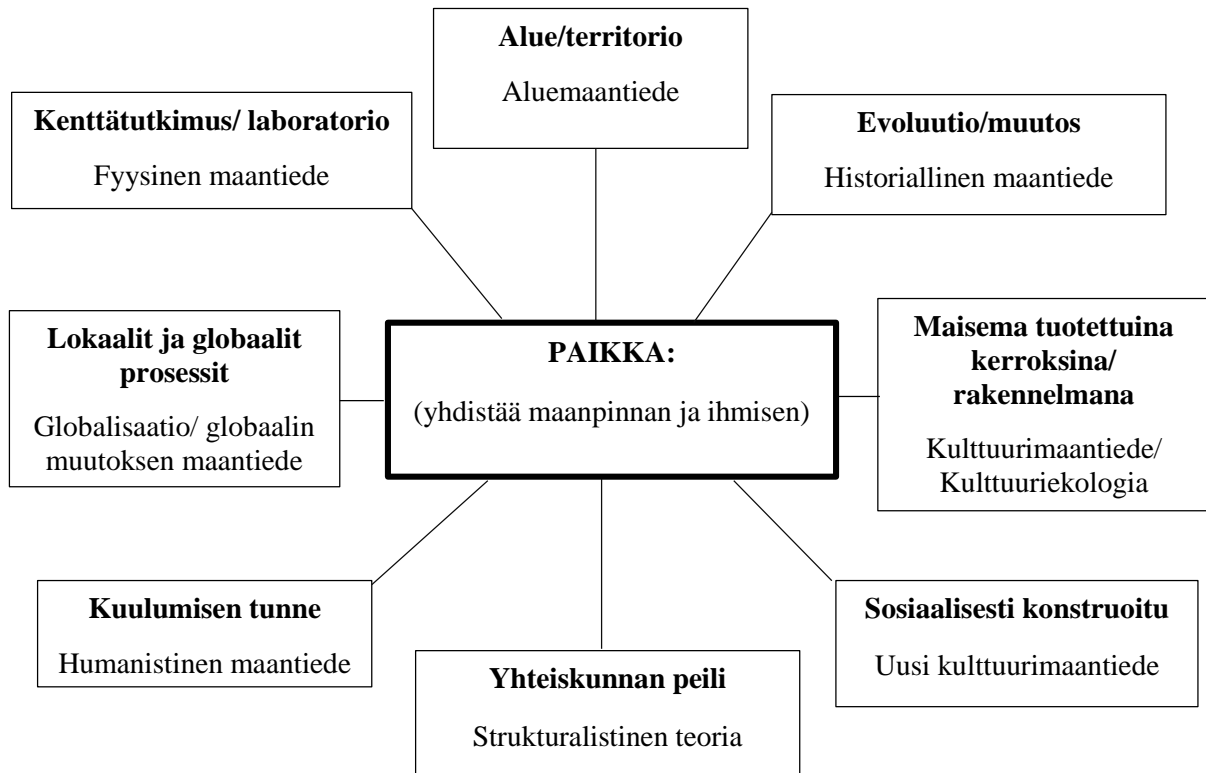 Alue/territorio
Aluemaantiede
Kenttätutkimus/ laboratorio
Fyysinen maantiede
Evoluutio/muutos
Historiallinen maantiede
Lokaalit ja globaalit
prosessit
Globalisaatio/ globaalin
muutoksen maantiede
PAIKKA:
(yhdistää maanpinnan ja ihmisen)
Maisema tuotettuina
kerroksina/
rakennelmana
Kulttuurimaantiede/
Kulttuuriekologia
Kuulumisen tunne
Humanistinen maantiede
Yhteiskunnan peili
Strukturalistinen teoria
Sosiaalisesti konstruoitu
Uusi kulttuurimaantiede